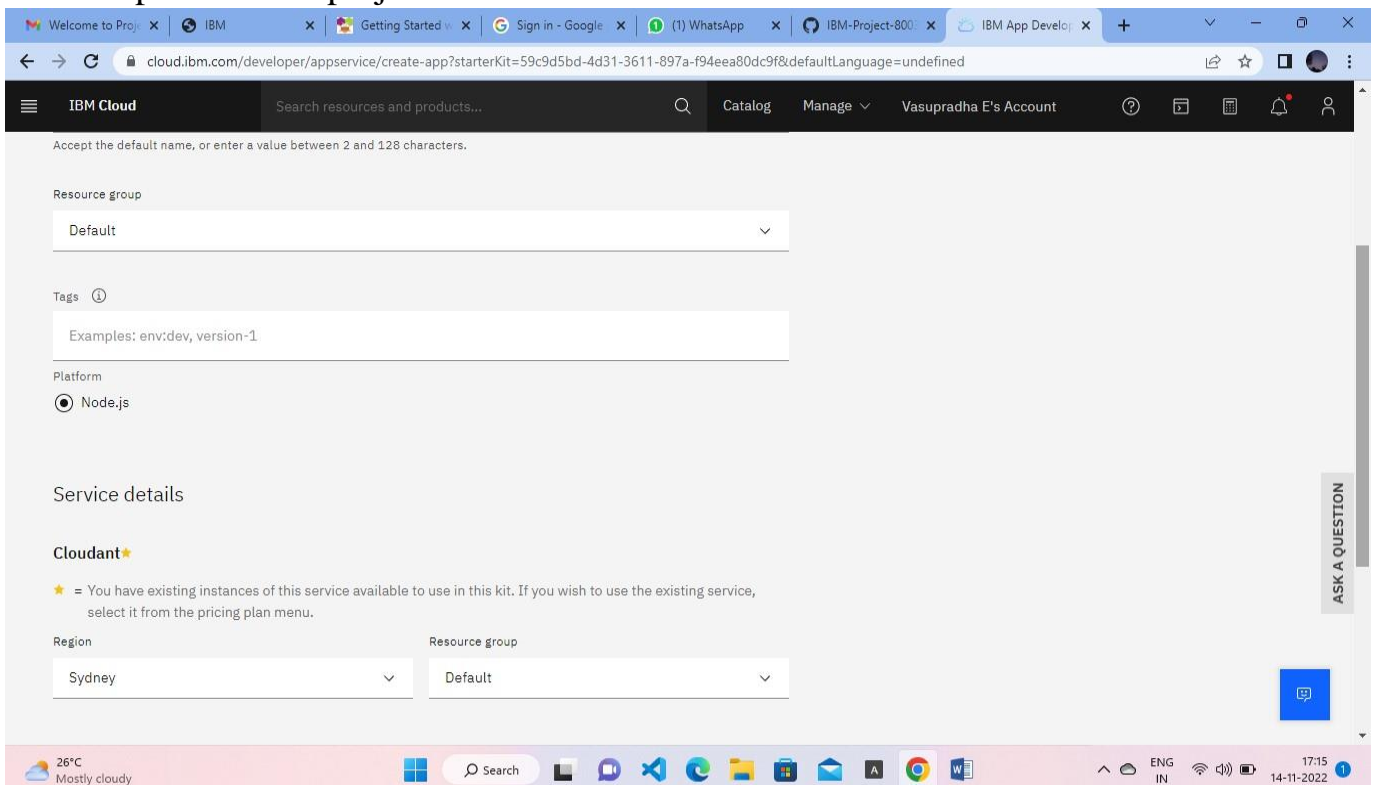 Welcome to Proje
IBM
Getting Started w
Sign in - Google
(1) WhatsApp
IBM-Project-800
IBM App Develop
cloud.ibm.com/developer/appservice/create-app?starterKit=59c9d5bd-4d31-3611-897a-f94eea80dc9f&defaultLanguage=undefined
IBM Cloud
Search resources and products...
Catalog
Manage
Vasupradha E's Account
Accept the default name, or enter a value between 2 and 128 characters.
Resource group
Default
Tags
Examples: env:dev, version-1
Platform
Node.js
Service details
Cloudant★
★ = You have existing instances of this service available to use in this kit. If you wish to use the existing service,
select it from the pricing plan menu.
Region
Resource group
Sydney
Default
ASK A QUESTION
26°C
Mostly cloudy
Search
A
ENG
IN
17:15
14-11-2022
1